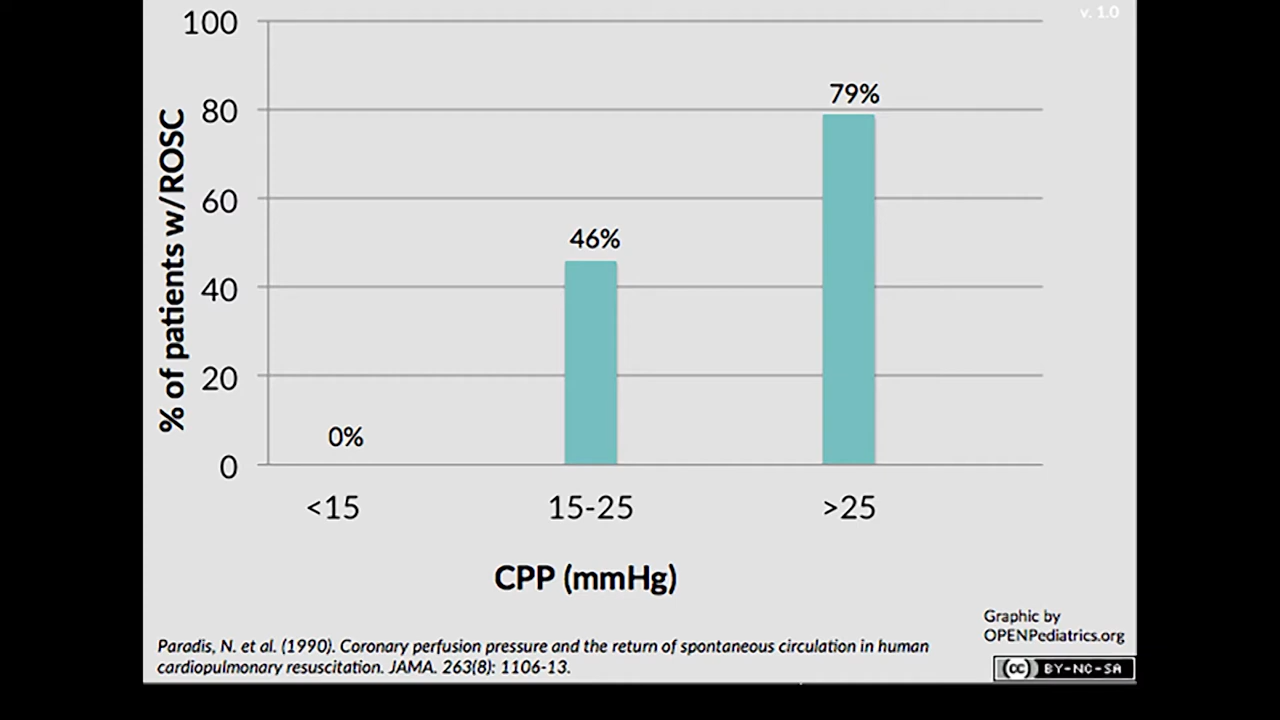 v. 1.0
100
80
60
40
20
0
% of patients w/ROSC
0%
46%
79%
<15
15-25
>25
CPP (mmHg)
Graphic by
OPENPediatrics.org
Paradis, N. et al. (1990). Coronary perfusion pressure and the return of spontaneous circulation in human
cardiopulmonary resuscitation. JAMA. 263(8): 1106-13.
cc BY-NC-SA